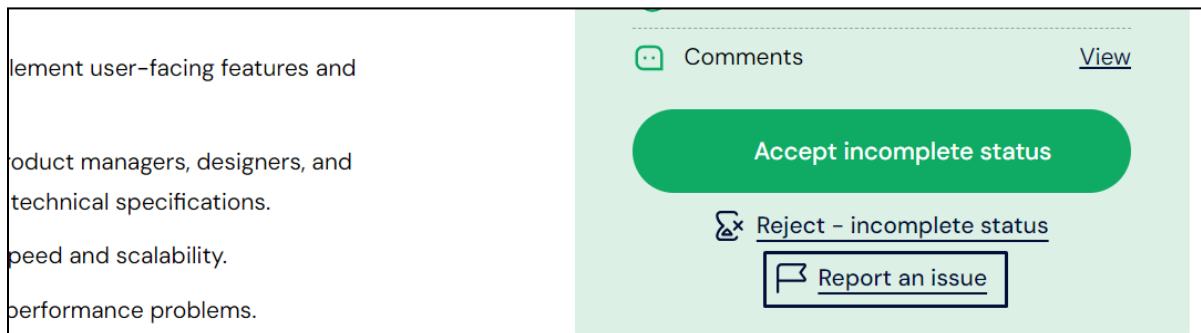 lement user-facing features and
roduct managers, designers, and
technical specifications.
peed and scalability.
performance problems.
Comments
View
Accept incomplete status
Reject - incomplete status
Report an issue